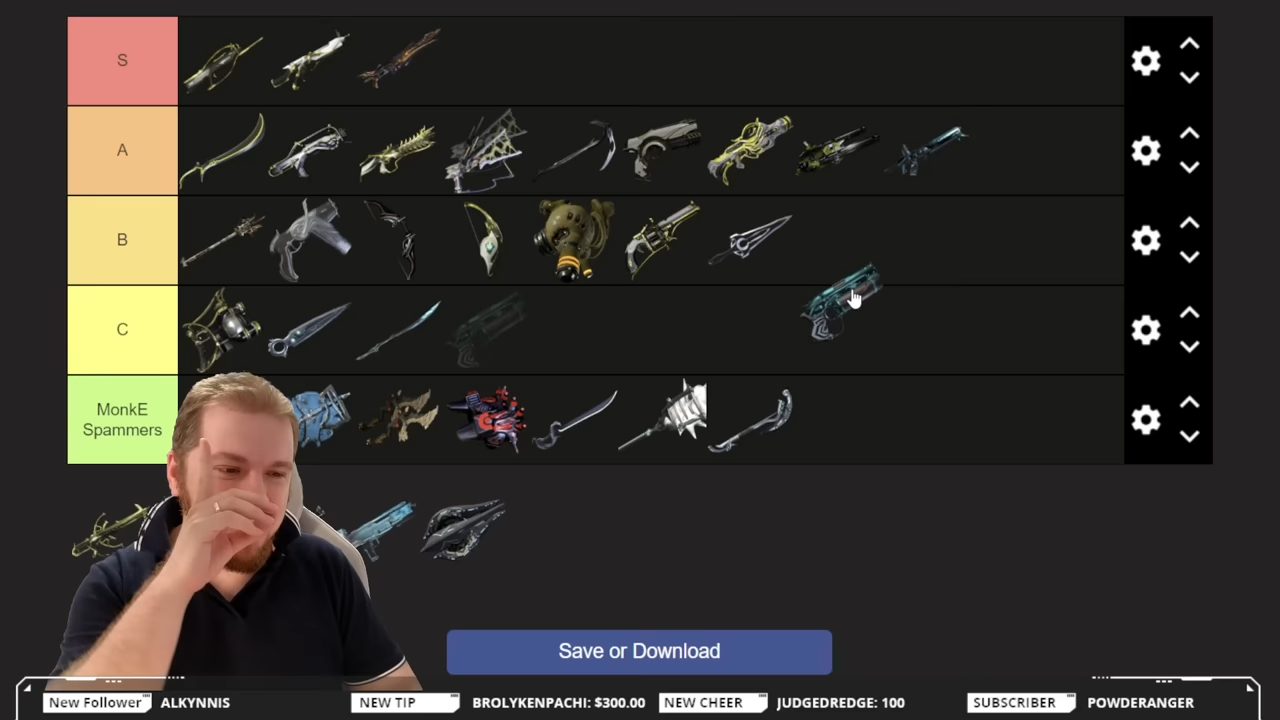 S
A
B
C
MonkE
Spammers
Save or Download
New Follower ALKYNNIS NEW TIP BROLYKENPACHI: $300.00 NEW CHEER JUDGEDREDGE: 100 SUBSCRIBER POWDERANGER